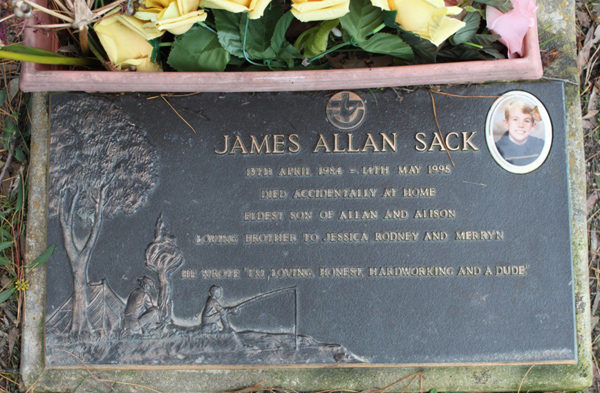 JAMES ALLAN SACK
13TH APRIL 1984 - 14TH MAY 1998
DIED ACCIDENTALLY AT HOME
ELDEST SON OF ALLAN AND ALISON
LOVING BROTHER TO JESSICA RODNEY AND MERRYN
HE WROTE "I'M, LOVING, HONEST, HARDWORKING AND A DUDE"